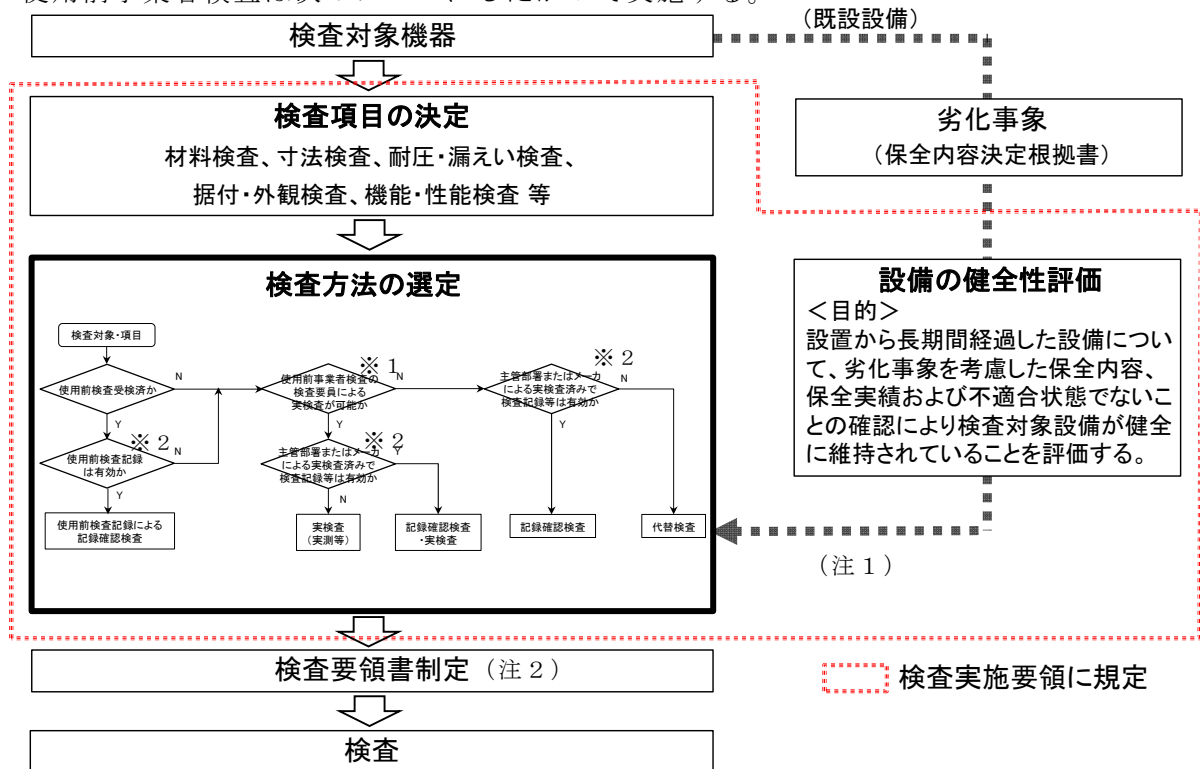 (既設設備)
検査対象機器
検査項目の決定
材料検査、寸法検査、耐圧・漏えい検査、
据付・外観検査、機能・性能検査 等
劣化事象
(保全内容決定根拠書)
検査方法の選定
検査対象・項目
使用前検査受検済か
N
Y
※２
使用前検査記録
は有効か
N
Y
使用前検査記録による
記録確認検査
※１
使用前事業者検査の
検査要員による
実検査が可能か
N
Y
※２
主管部署またはメーカ
による実検査済みで
検査記録等は有効か
Y
N
実検査
(実測等)
記録確認検査
・実検査
※２
主管部署またはメーカ
による実検査済みで
検査記録等は有効か
N
Y
記録確認検査
代替検査
設備の健全性評価
＜目的＞
設置から長期間経過した設備につい
て、劣化事象を考慮した保全内容、
保全実績および不適合状態でないこ
との確認により検査対象設備が健全
に維持されていることを評価する。
(注１)
検査要領書制定 (注２)
検査実施要領に規定
検査